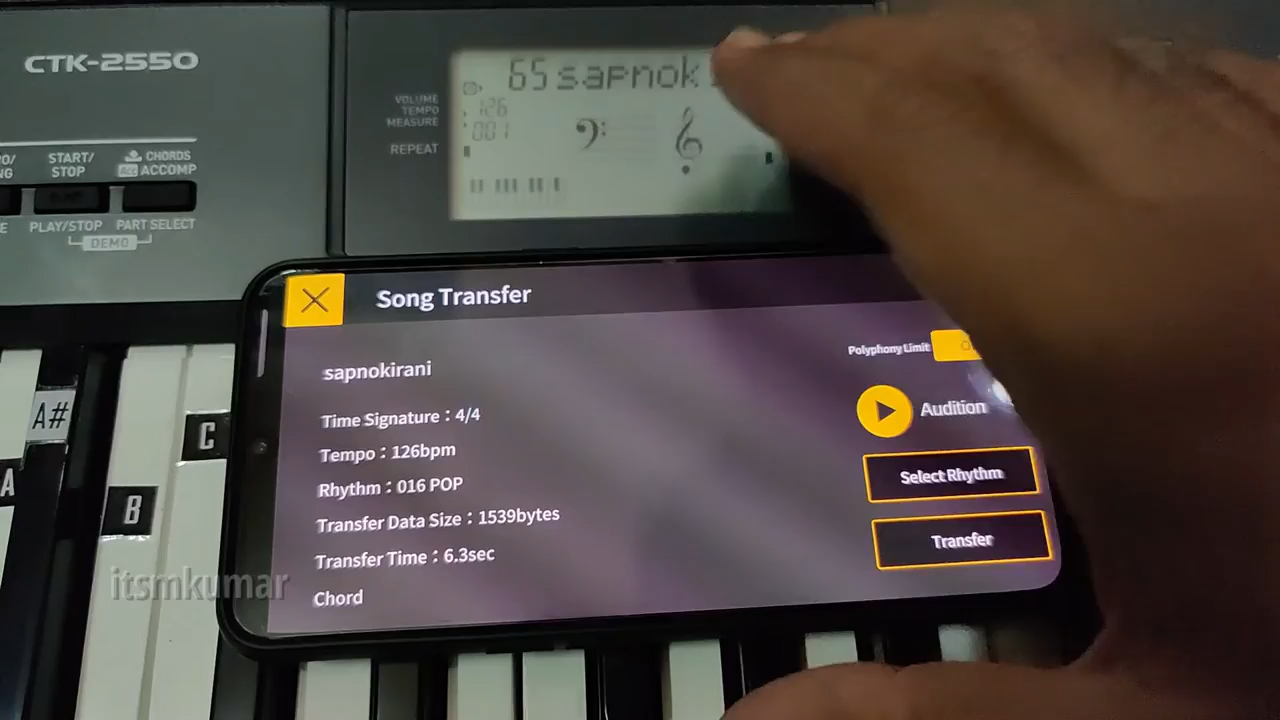 CTK-2550
65 sapnok
VOLUME
TEMPO
MEASURE
126
001
REPEAT
START/
STOP
CHORDS
ACCOMP
PLAY/STOP
PART SELECT
DEMO
Song Transfer
sapnokirani
Polyphony Limit
Time Signature : 4/4
Audition
Tempo : 126bpm
Select Rhythm
Rhythm : 016 POP
Transfer Data Size : 1539bytes
Transfer
Transfer Time : 6.3sec
Chord
A#
C
A
B
itsmkumar